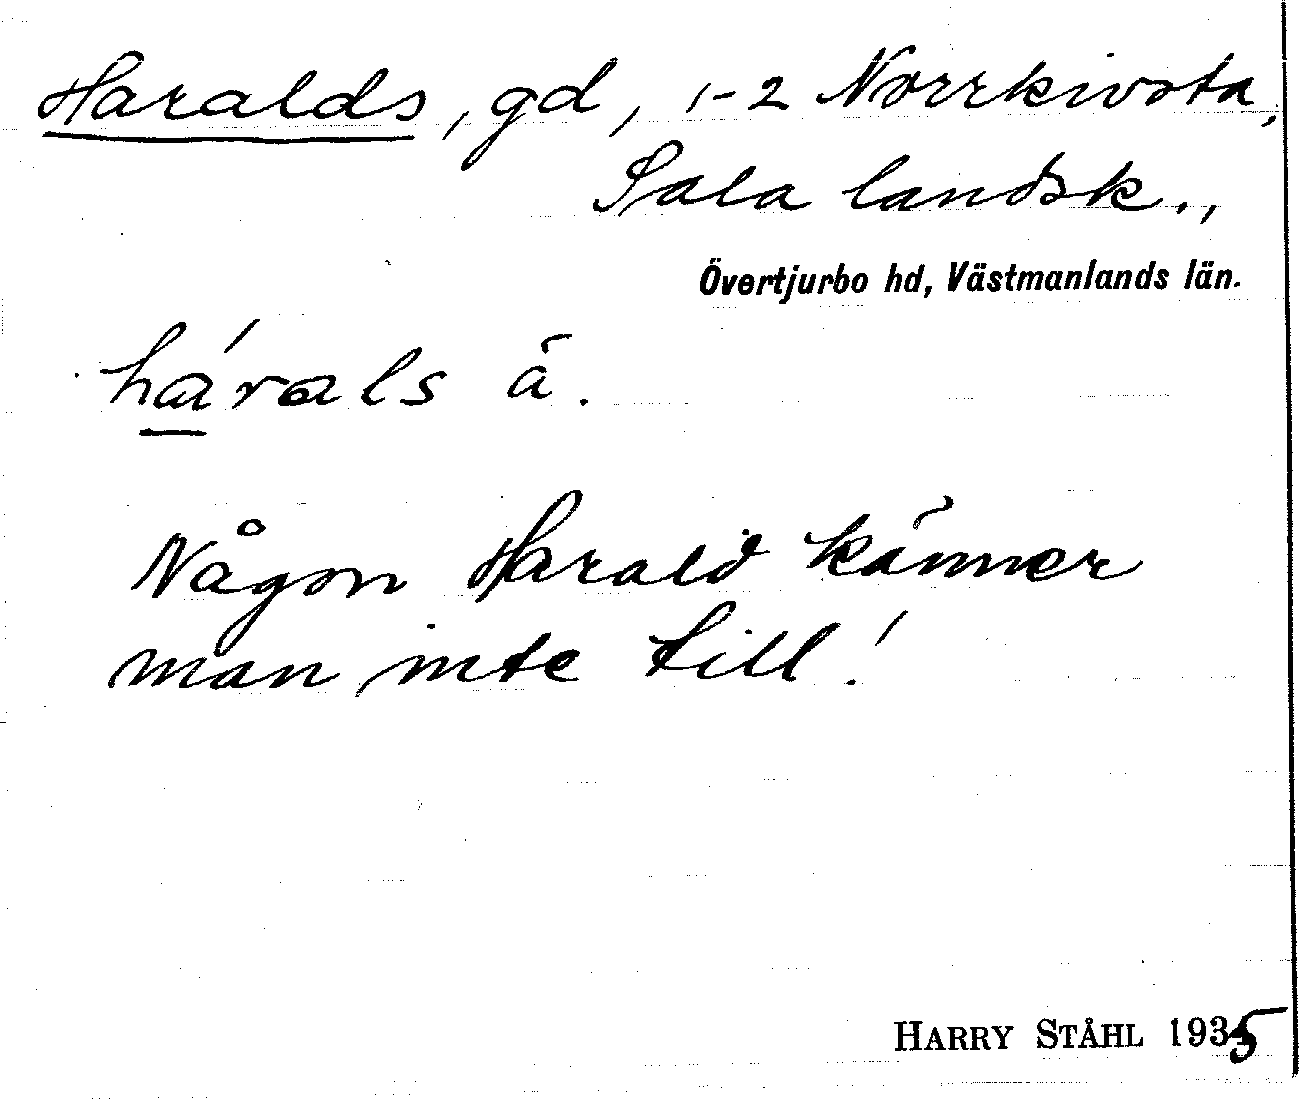 Haralds, gd, 1-2 Norrkivsta,
Sala landsk.,
Övertjurbo hd, Västmanlands län.
hárals ä.
Någon Harald känner
man inte till!
HARRY STÅHL 1935